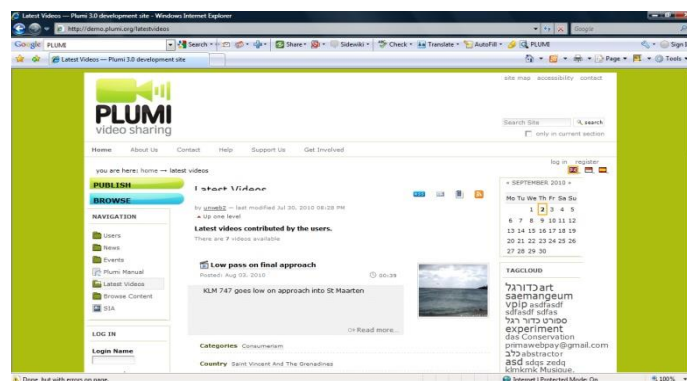 Latest Videos — Plumi 3.0 development site - Windows Internet Explorer
http://demo.plumi.org/latestvideos
Google
Google PLUMI Search Share Sidewiki Check Translate AutoFill PLUMI Sign I
Latest Videos — Plumi 3.0 development site
Page Tools
site map accessibility contact
PLUMI
video sharing
Search Site search
only in current section
Home About Us Contact Help Support Us Get Involved
log in register
you are here: home → latest videos
PUBLISH
BROWSE
NAVIGATION
Users
News
Events
Plumi Manual
Latest Videos
Browse Content
SIA
LOG IN
Login Name
Latest Videos
by unweb2 — last modified Jul 20, 2010 08:28 PM
Up one level
Latest videos contributed by the users.
There are 7 videos available
Low pass on final approach
Posted: Aug 03, 2010 00:38
KLM 747 goes low on approach into St Maarten
Read more...
Categories Consumerism
Country Saint Vincent And The Grenadines
« SEPTEMBER 2010 »
Mo Tu We Th Fr Sa Su
1 2 3 4 5
6 7 8 9 10 11 12
13 14 15 16 17 18 19
20 21 22 23 24 25 26
27 28 29 30
TAGCLOUD
כדורגל art
saemangeum
vpip asdfasdf
sdfasdf sdfas
ספורט כדור רגל
experiment
das Conservation
primawebpay@gmail.com
כלב abstractor
asd sdqs zedq
klmkmk Musique.
Done, but with errors on page.
Internet | Protected Mode: On
100%